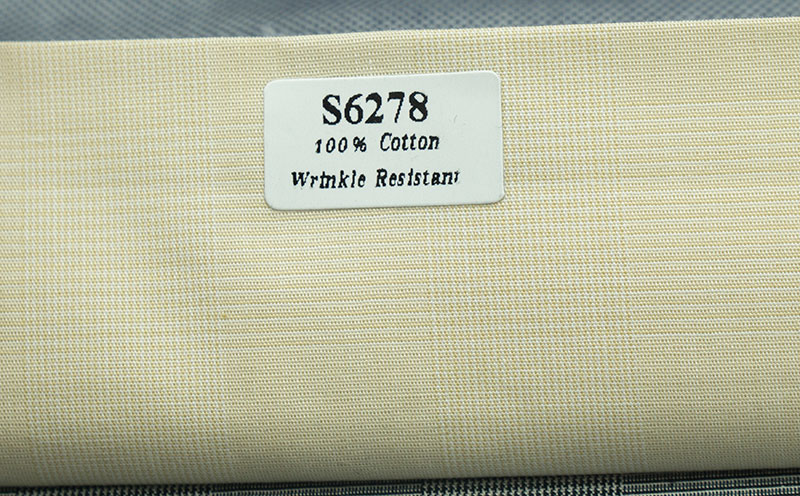 S6278
100% Cotton
Wrinkle Resistant